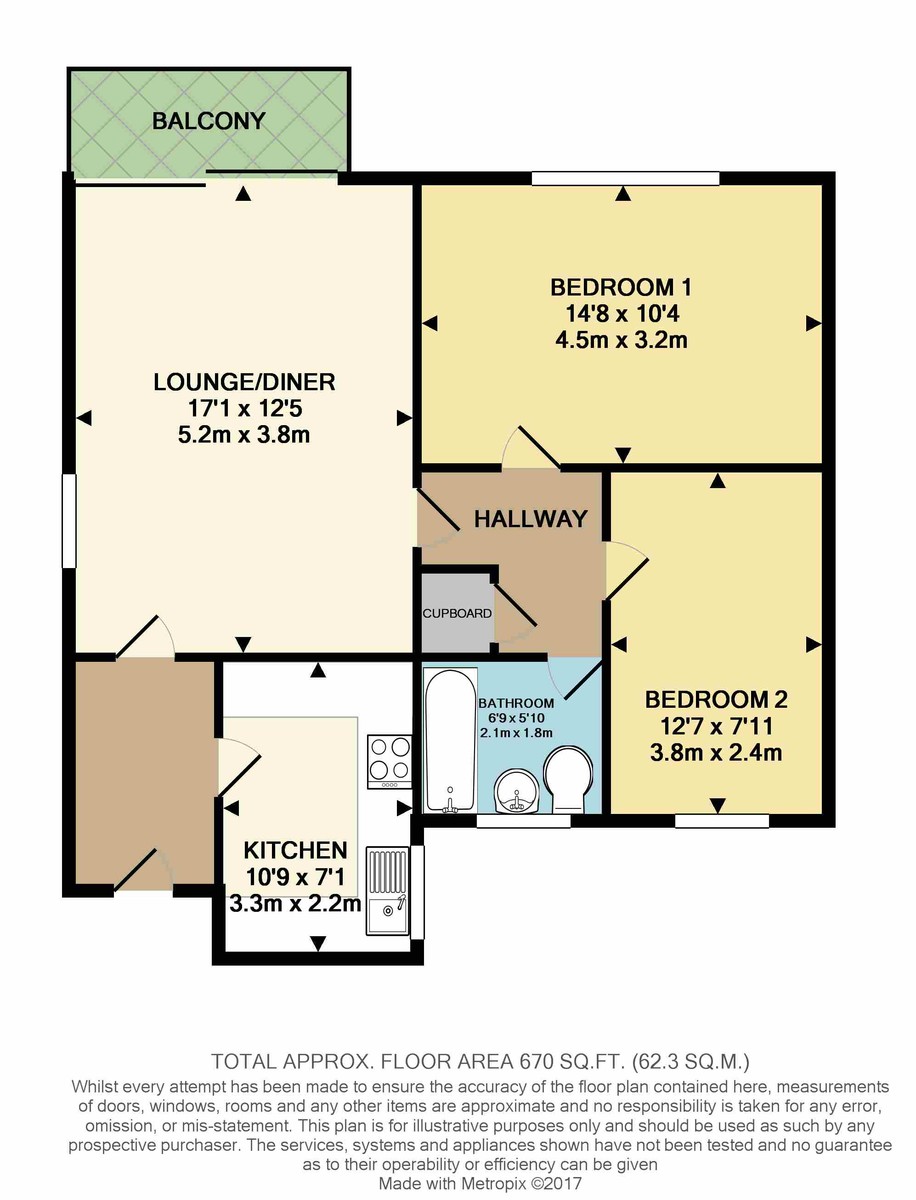 BALCONY
BEDROOM 1
14'8 x 10'4
4.5m x 3.2m
LOUNGE/DINER
17'1 x 12'5
5.2m x 3.8m
HALLWAY
CUPBOARD
BATHROOM
6'9 x 5'10
2.1m x 1.8m
BEDROOM 2
12'7 x 7'11
3.8m x 2.4m
KITCHEN
10'9 x 7'1
3.3m x 2.2m
TOTAL APPROX. FLOOR AREA 670 SQ.FT. (62.3 SQ.M.)
Whilst every attempt has been made to ensure the accuracy of the floor plan contained here, measurements
of doors, windows, rooms and any other items are approximate and no responsibility is taken for any error,
omission, or mis-statement. This plan is for illustrative purposes only and should be used as such by any
prospective purchaser. The services, systems and appliances shown have not been tested and no guarantee
as to their operability or efficiency can be given
Made with Metropix ©2017